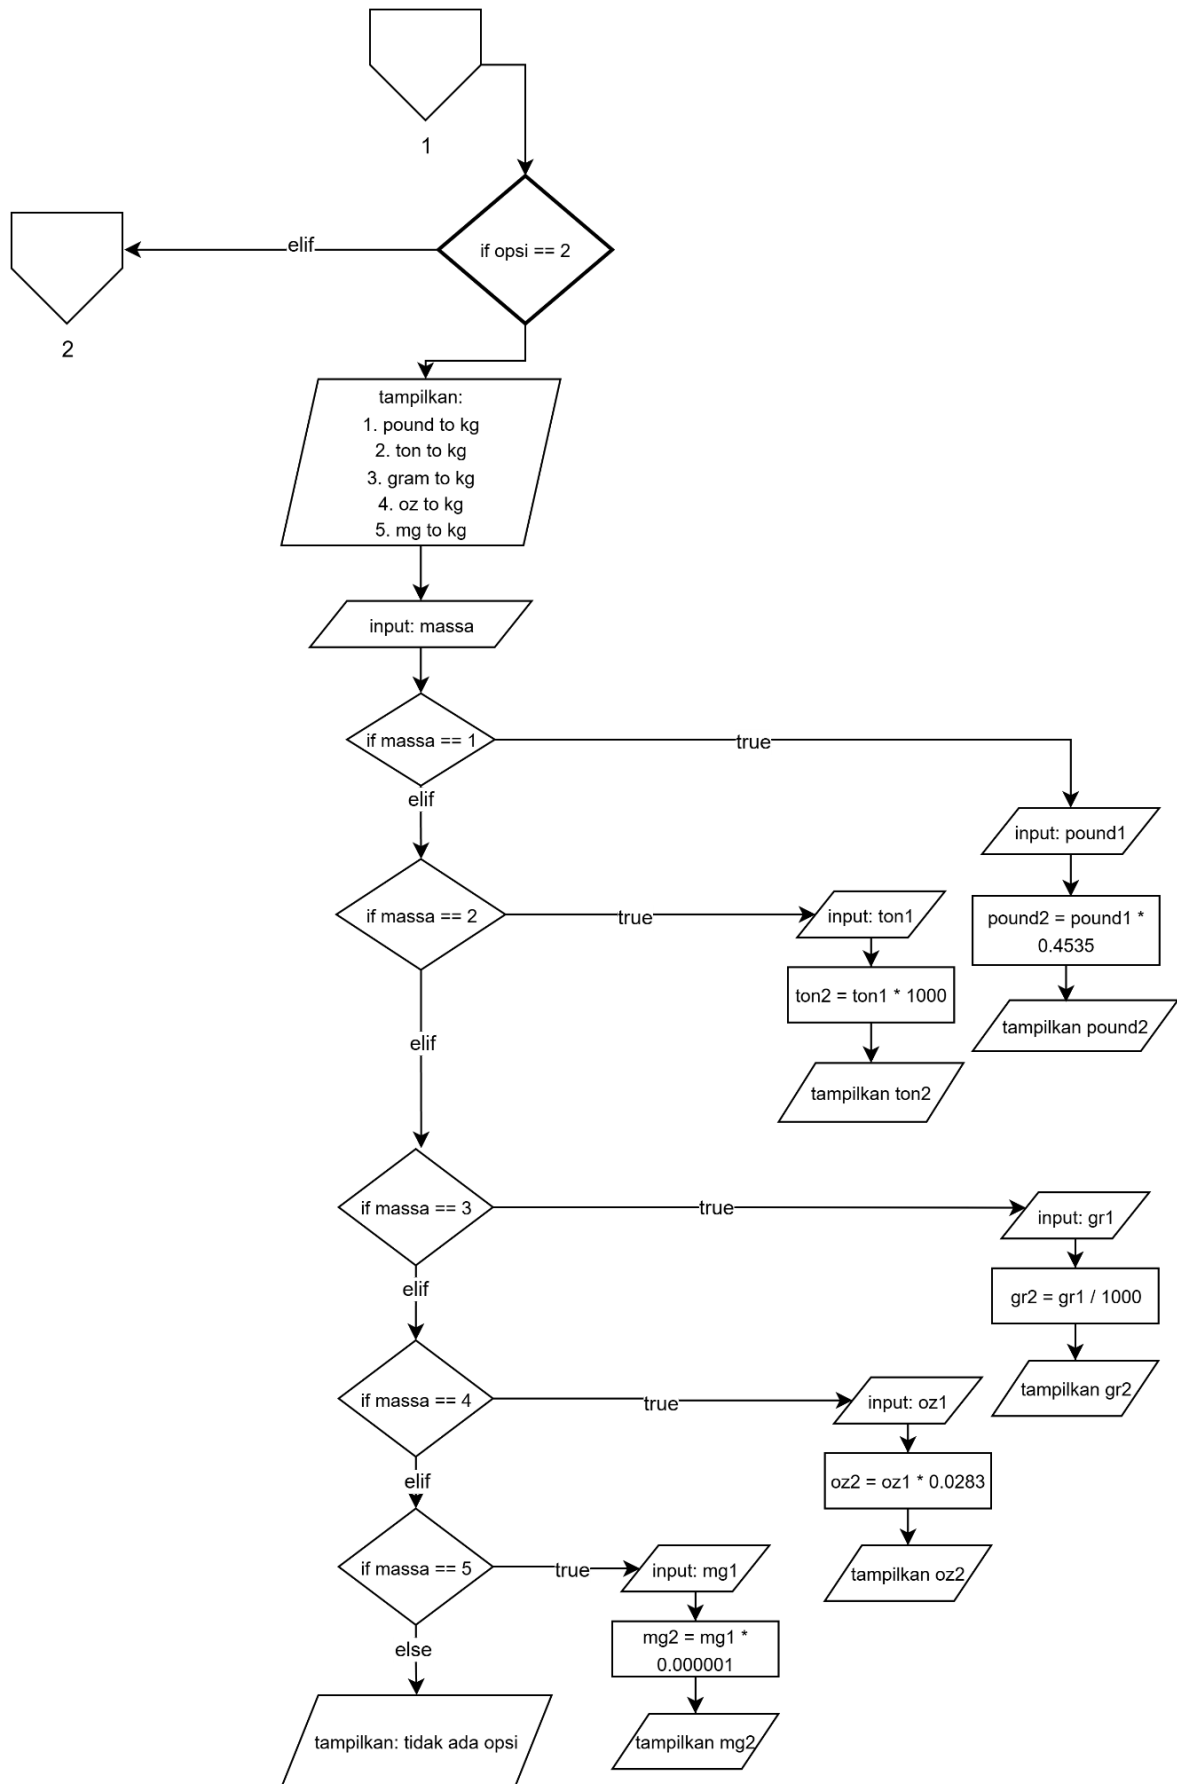 1
if opsi == 2
elif
2
tampilkan:
1. pound to kg
2. ton to kg
3. gram to kg
4. oz to kg
5. mg to kg
input: massa
if massa == 1
true
elif
input: pound1
pound2 = pound1 *
0.4535
tampilkan pound2
if massa == 2
true
input: ton1
ton2 = ton1 * 1000
tampilkan ton2
elif
if massa == 3
true
input: gr1
gr2 = gr1 / 1000
tampilkan gr2
elif
if massa == 4
true
input: oz1
oz2 = oz1 * 0.0283
tampilkan oz2
elif
if massa == 5
true
input: mg1
mg2 = mg1 *
0.000001
tampilkan mg2
else
tampilkan: tidak ada opsi